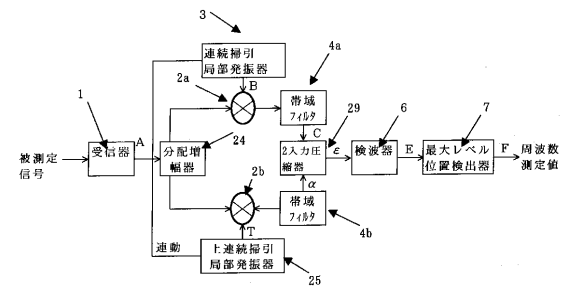 3
連続掃引
局部発振器
4a
2a
B
帯域
フィルタ
1
29
6
7
C
被測定
信号
受信器
A
分配増
幅器
24
2入力圧
縮器
ε
検波器
E
最大レベル
位置検出器
F
周波数
測定値
2b
α
帯域
フィルタ
4b
T
連動
上連続掃引
局部発振器
25